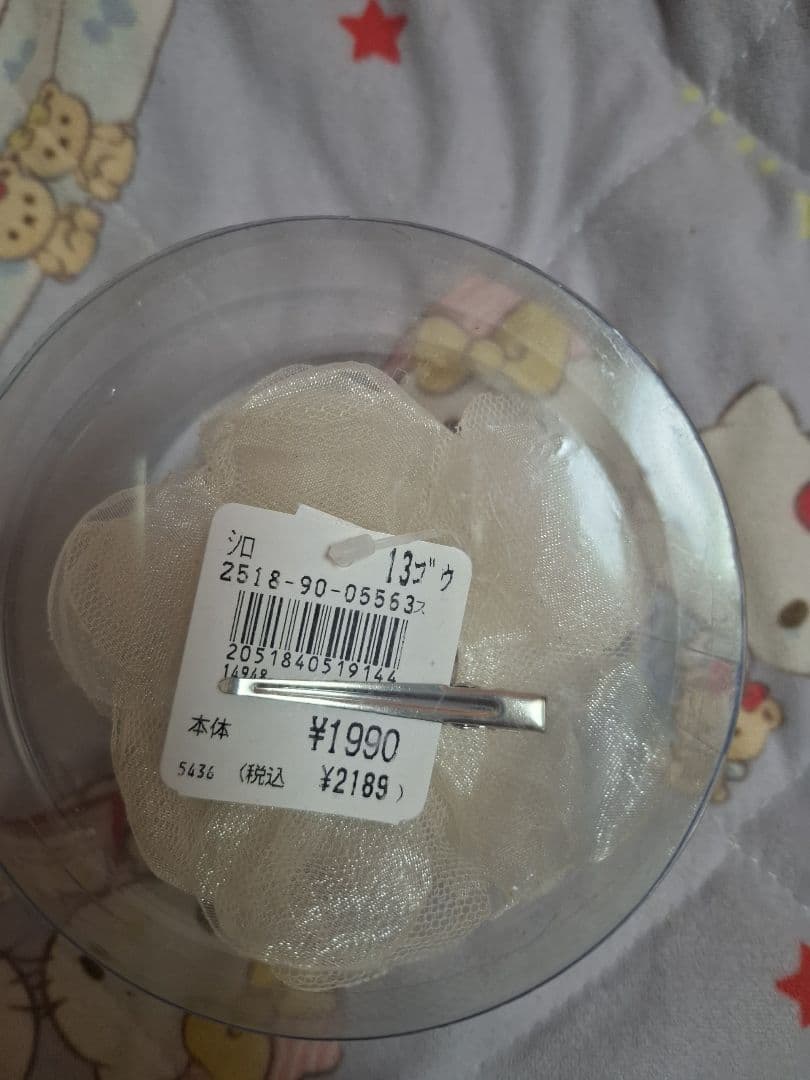 シロ 13ゴウ
2518-90-05563ス
2051840519144
14948
本体 ¥1990
5436 (税込 ¥2189)